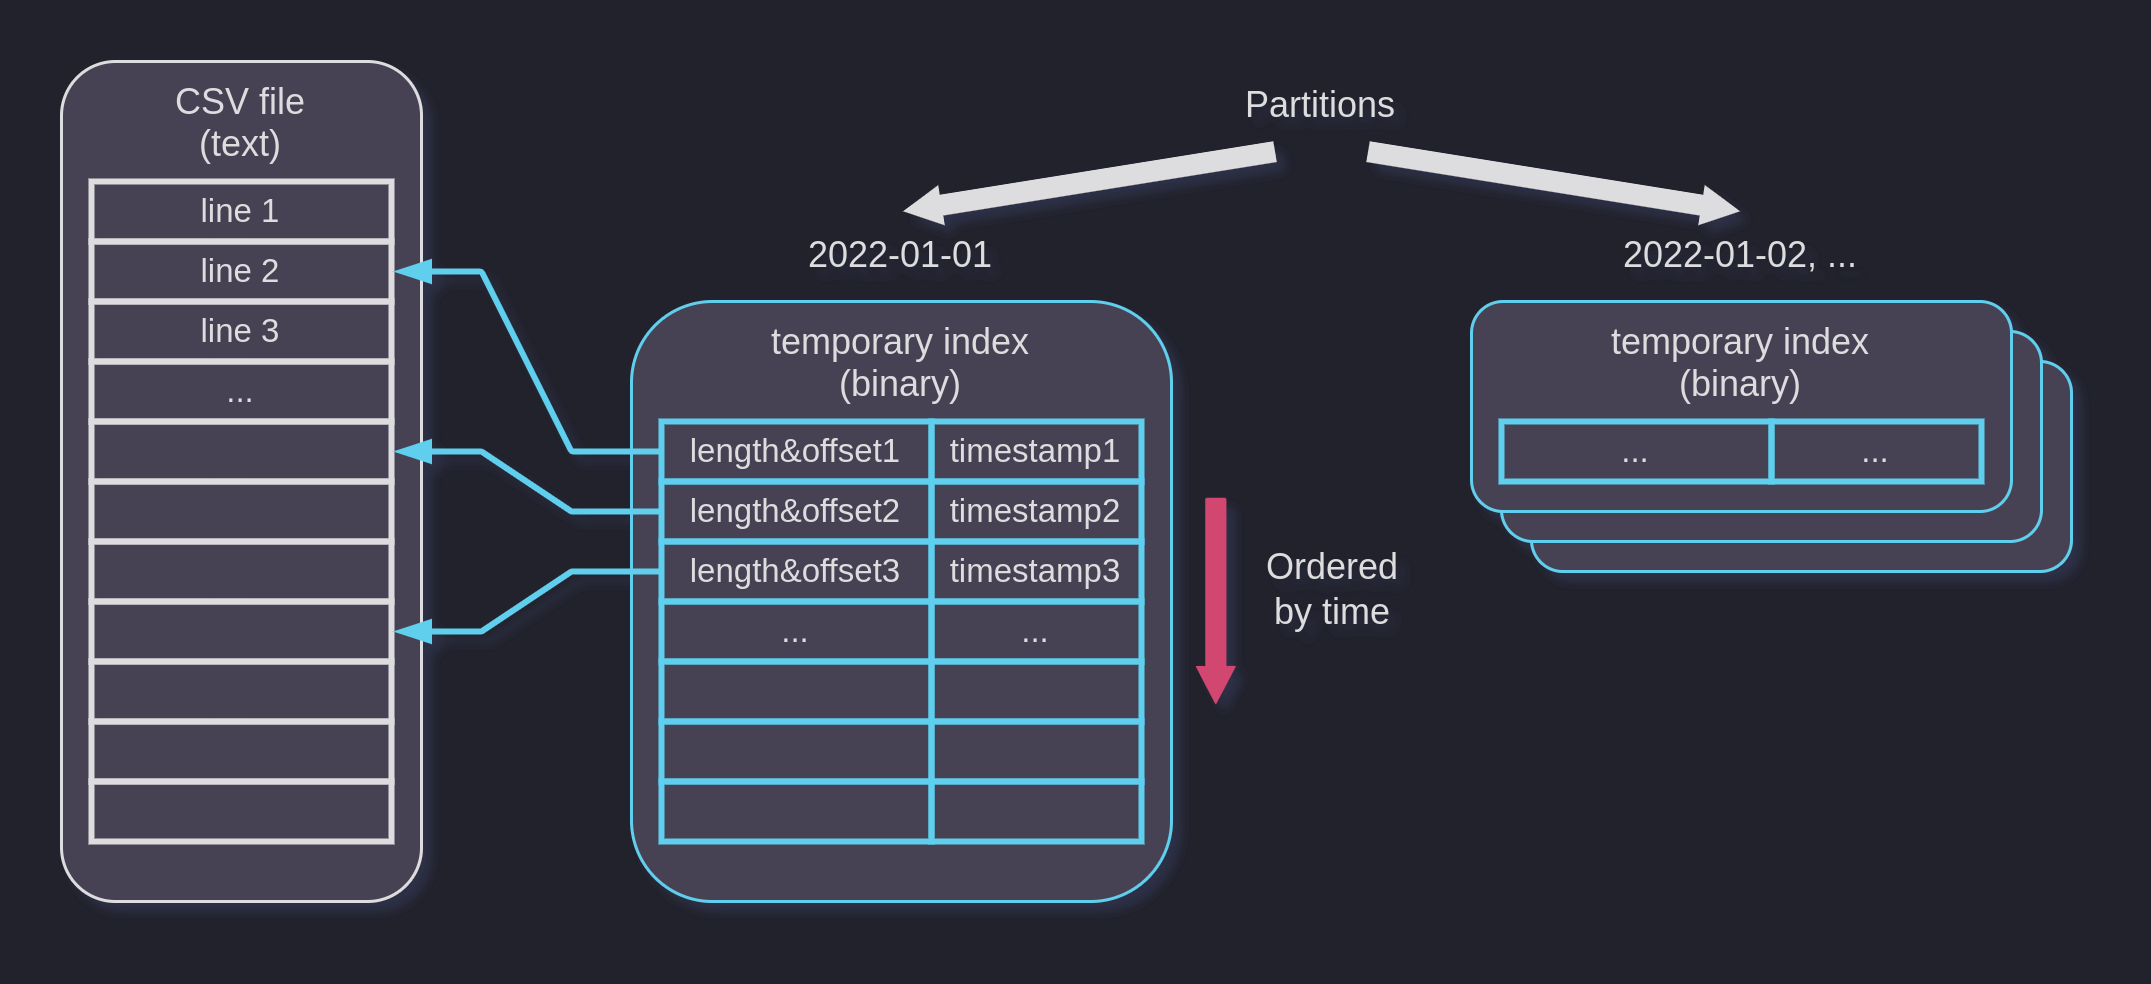 CSV file
(text)
line 1
line 2
line 3
...
Partitions
2022-01-01
temporary index
(binary)
length&offset1 timestamp1
length&offset2 timestamp2
length&offset3 timestamp3
... ...
Ordered
by time
2022-01-02, ...
temporary index
(binary)
... ...